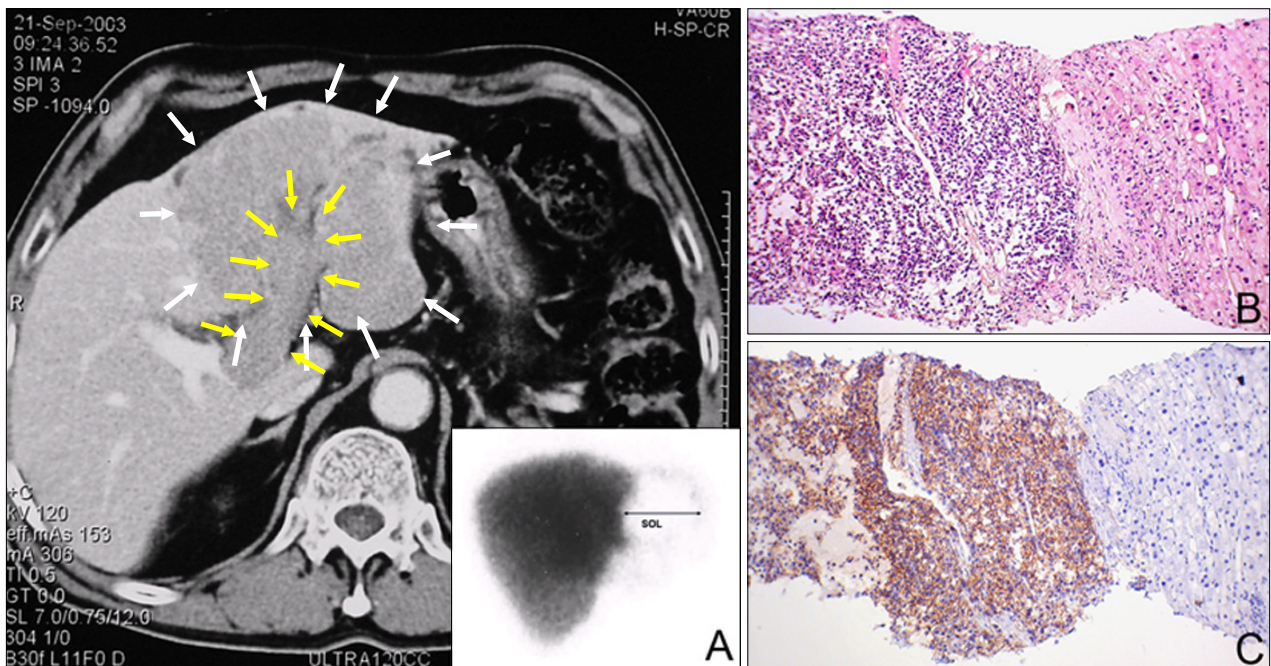 21-Sep-2003
09:24:36.52
3 IMA 2
SPI 3
SP -1094.0
VA60B
H-SP-CR
R
+C
kV 120
eff.mAs 153
mA 306
TI 0.5
GT 0.0
SL 7.0/0.75/12.0
304 1/0
B30f L11F0 D
ULTRA120CC
SOL
A
B
C